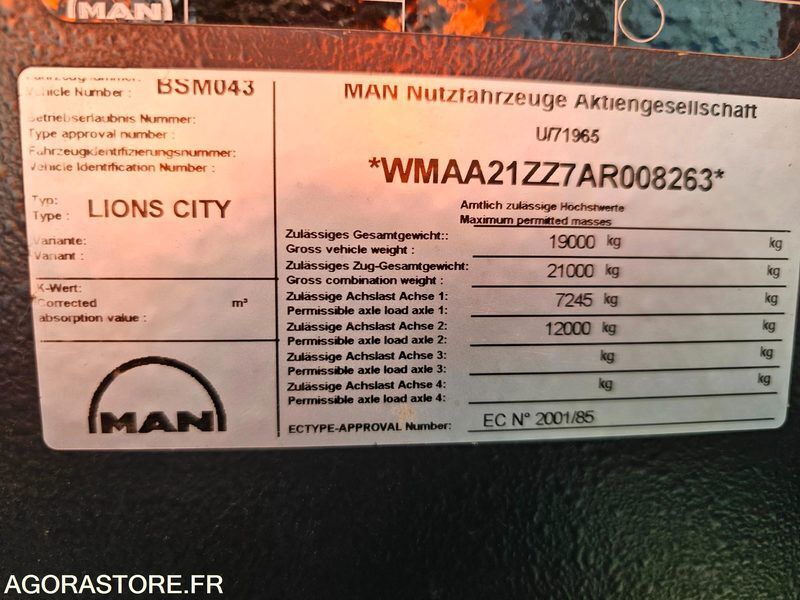 MAN
Fahrzeugnummer:
Vehicle Number :
BSM043
Betriebserlaubnis Nummer:
Type approval number :
Fahrzeugidentifizierungsnummer:
Vehicle Identification Number :
Typ:
Type :
LIONS CITY
Variante:
Variant :
K-Wert:
Corrected
absorption value :
m³
MAN
MAN Nutzfahrzeuge Aktiengesellschaft
U/71965
*WMAA21ZZ7AR008263*
Amtlich zulässige Höchstwerte
Maximum permitted masses
Zulässiges Gesamtgewicht::
Gross vehicle weight :
19000 kg kg
Zulässiges Zug-Gesamtgewicht:
Gross combination weight :
21000 kg kg
Zulässige Achslast Achse 1:
Permissible axle load axle 1:
7245 kg kg
Zulässige Achslast Achse 2:
Permissible axle load axle 2:
12000 kg kg
Zulässige Achslast Achse 3:
Permissible axle load axle 3:
kg kg
Zulässige Achslast Achse 4:
Permissible axle load axle 4:
kg kg
ECTYPE-APPROVAL Number:
EC N° 2001/85
AGORASTORE.FR